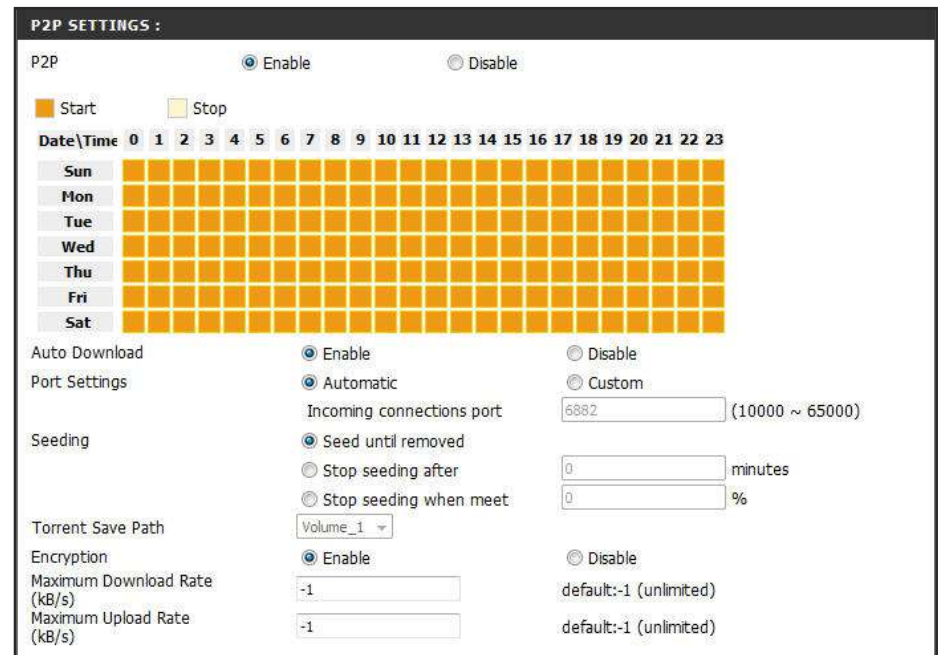 P2P SETTINGS :
P2P Enable Disable
Start Stop
Date\Time 0 1 2 3 4 5 6 7 8 9 10 11 12 13 14 15 16 17 18 19 20 21 22 23
Sun
Mon
Tue
Wed
Thu
Fri
Sat
Auto Download Enable Disable
Port Settings Automatic Custom
Incoming connections port 6882 (10000 ~ 65000)
Seeding Seed until removed
Stop seeding after 0 minutes
Stop seeding when meet 0 %
Torrent Save Path Volume_1
Encryption Enable Disable
Maximum Download Rate
(kB/s) -1 default:-1 (unlimited)
Maximum Upload Rate
(kB/s) -1 default:-1 (unlimited)